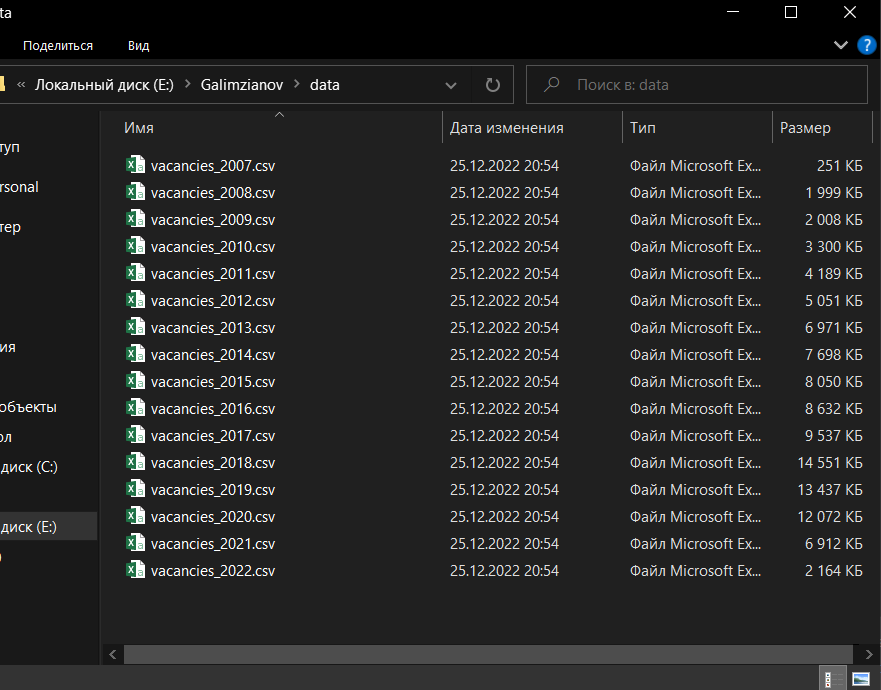 ta
Поделиться Вид
?
« Локальный диск (E:) > Galimzianov > data Поиск в: data
Имя Дата изменения Тип Размер
vacancies_2007.csv 25.12.2022 20:54 Файл Microsoft Ex... 251 КБ
vacancies_2008.csv 25.12.2022 20:54 Файл Microsoft Ex... 1 999 КБ
vacancies_2009.csv 25.12.2022 20:54 Файл Microsoft Ex... 2 008 КБ
vacancies_2010.csv 25.12.2022 20:54 Файл Microsoft Ex... 3 300 КБ
vacancies_2011.csv 25.12.2022 20:54 Файл Microsoft Ex... 4 189 КБ
vacancies_2012.csv 25.12.2022 20:54 Файл Microsoft Ex... 5 051 КБ
vacancies_2013.csv 25.12.2022 20:54 Файл Microsoft Ex... 6 971 КБ
vacancies_2014.csv 25.12.2022 20:54 Файл Microsoft Ex... 7 698 КБ
vacancies_2015.csv 25.12.2022 20:54 Файл Microsoft Ex... 8 050 КБ
vacancies_2016.csv 25.12.2022 20:54 Файл Microsoft Ex... 8 632 КБ
vacancies_2017.csv 25.12.2022 20:54 Файл Microsoft Ex... 9 537 КБ
vacancies_2018.csv 25.12.2022 20:54 Файл Microsoft Ex... 14 551 КБ
vacancies_2019.csv 25.12.2022 20:54 Файл Microsoft Ex... 13 437 КБ
vacancies_2020.csv 25.12.2022 20:54 Файл Microsoft Ex... 12 072 КБ
vacancies_2021.csv 25.12.2022 20:54 Файл Microsoft Ex... 6 912 КБ
vacancies_2022.csv 25.12.2022 20:54 Файл Microsoft Ex... 2 164 КБ
туп
rsonal
тер
ия
объекты
ол
диск (C:)
диск (E:)